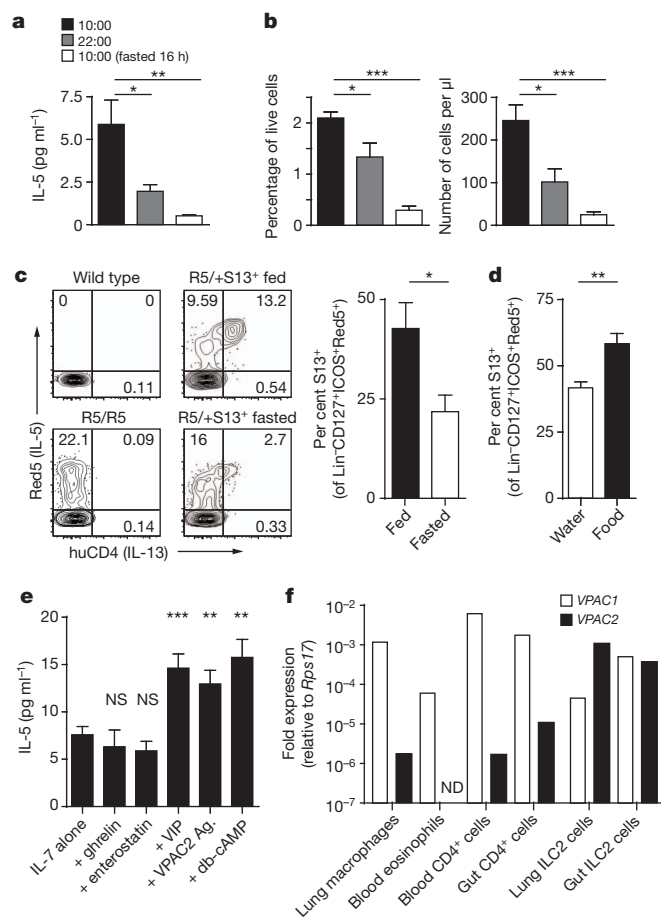 a
10:00
22:00
10:00 (fasted 16 h)
**
*
7.5
5.0
2.5
0
IL-5 (pg ml⁻¹)
b
***
*
2
1
0
Percentage of live cells
***
*
300
200
100
0
Number of cells per μl
c
Wild type
0 0
0.11
R5/+S13⁺ fed
9.59 13.2
0.54
R5/R5
22.1 0.09
0.14
R5/+S13⁺ fasted
16 2.7
0.33
Red5 (IL-5)
huCD4 (IL-13)
*
50
25
0
Per cent S13⁺
(of Lin⁻CD127⁺ICOS⁺Red5⁺)
Fed
Fasted
d
**
75
50
25
0
Per cent S13⁺
(of Lin⁻CD127⁺ICOS⁺Red5⁺)
Water
Food
e
20
15
10
5
0
IL-5 (pg ml⁻¹)
NS NS *** ** **
IL-7 alone
+ ghrelin
+ enterostatin
+ VIP
+ VPAC2 Ag.
+ db-cAMP
f
VPAC1
VPAC2
10⁻²
10⁻³
10⁻⁴
10⁻⁵
10⁻⁶
10⁻⁷
Fold expression
(relative to Rps17)
ND
Lung macrophages
Blood eosinophils
Blood CD4⁺ cells
Gut CD4⁺ cells
Lung ILC2 cells
Gut ILC2 cells